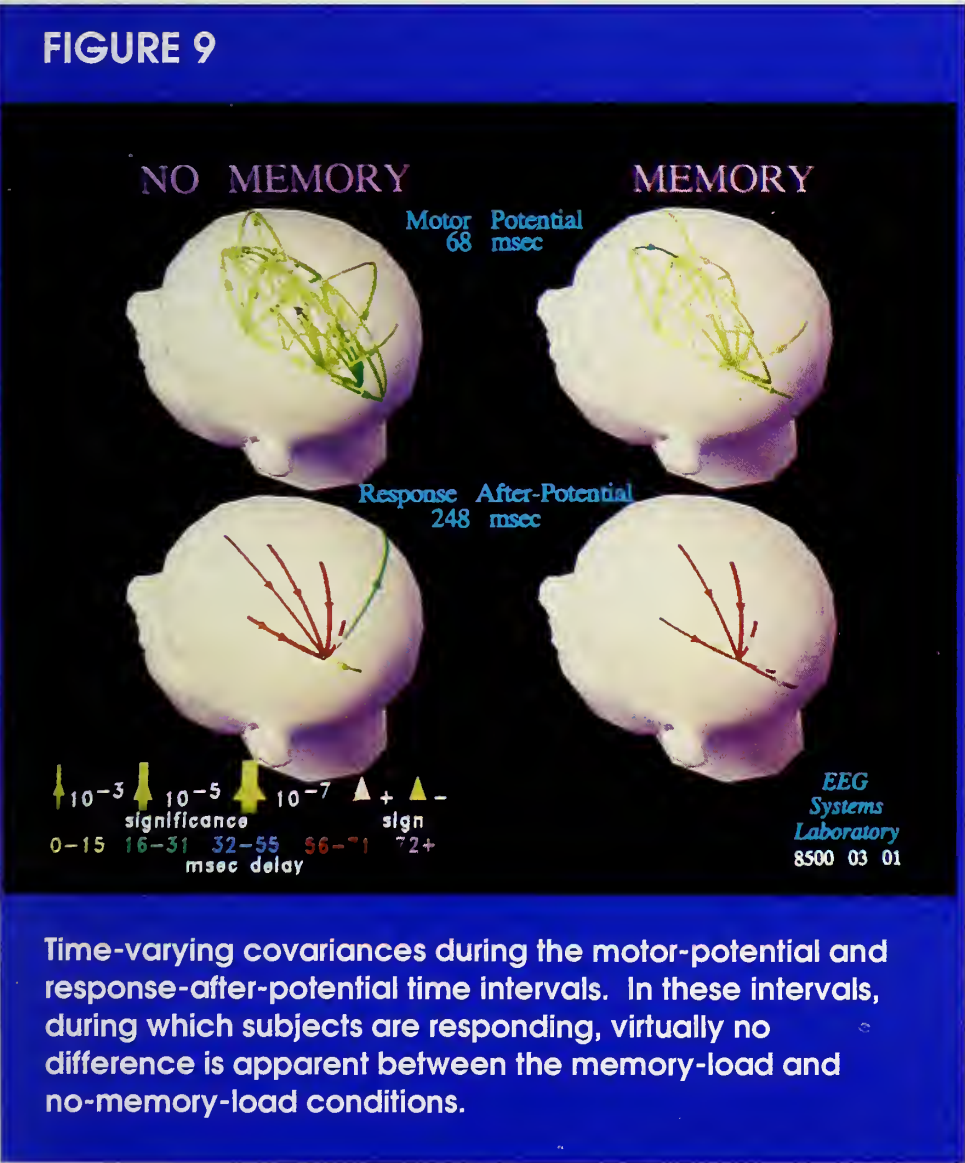 FIGURE 9
NO MEMORY
MEMORY
Motor Potential
68 msec
Response After-Potential
248 msec
10-3 10-5 10-7 + -
significance sign
0-15 16-31 32-55 56-71 72+
msec delay
EEG
Systems
Laboratory
8500 03 01
Time-varying covariances during the motor-potential and
response-after-potential time intervals. In these intervals,
during which subjects are responding, virtually no
difference is apparent between the memory-load and
no-memory-load conditions.